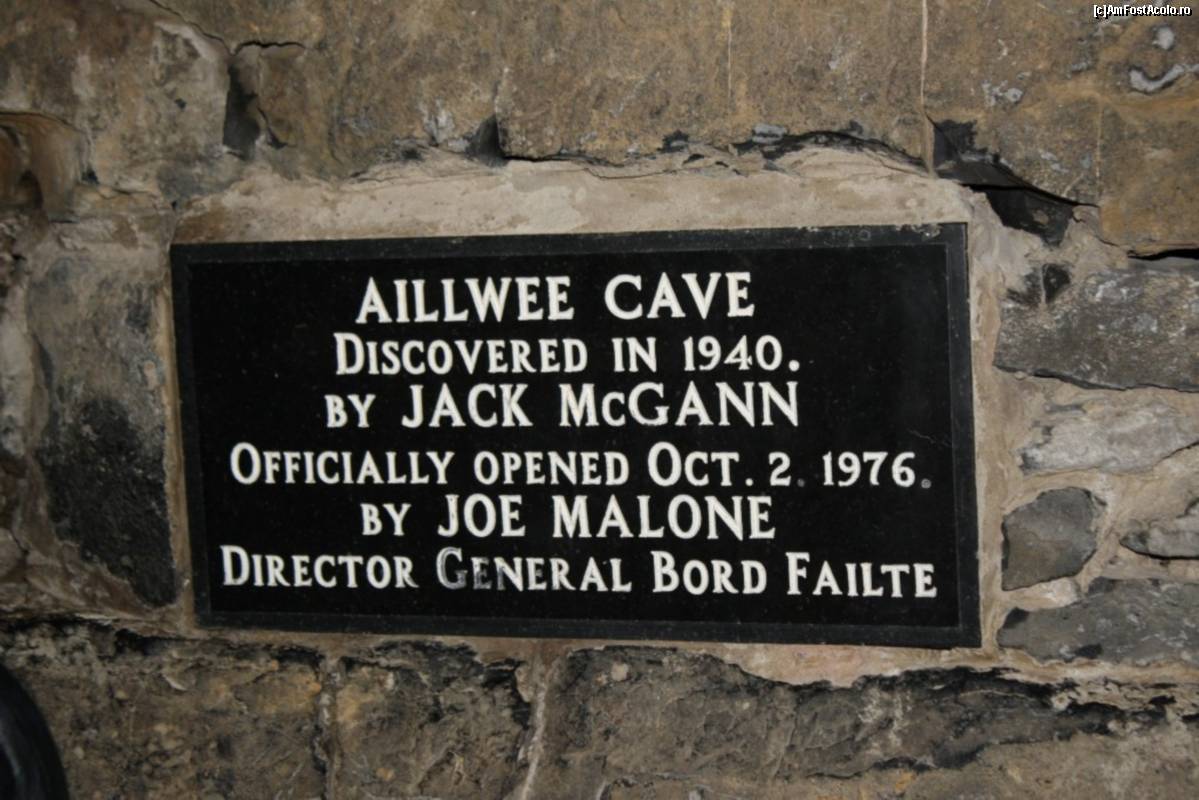 [c]AmFostAcolo.ro
AILLWEE CAVE
DISCOVERED IN 1940.
BY JACK McGANN
OFFICIALLY OPENED OCT. 2. 1976.
BY JOE MALONE
DIRECTOR GENERAL BORD FAILTE